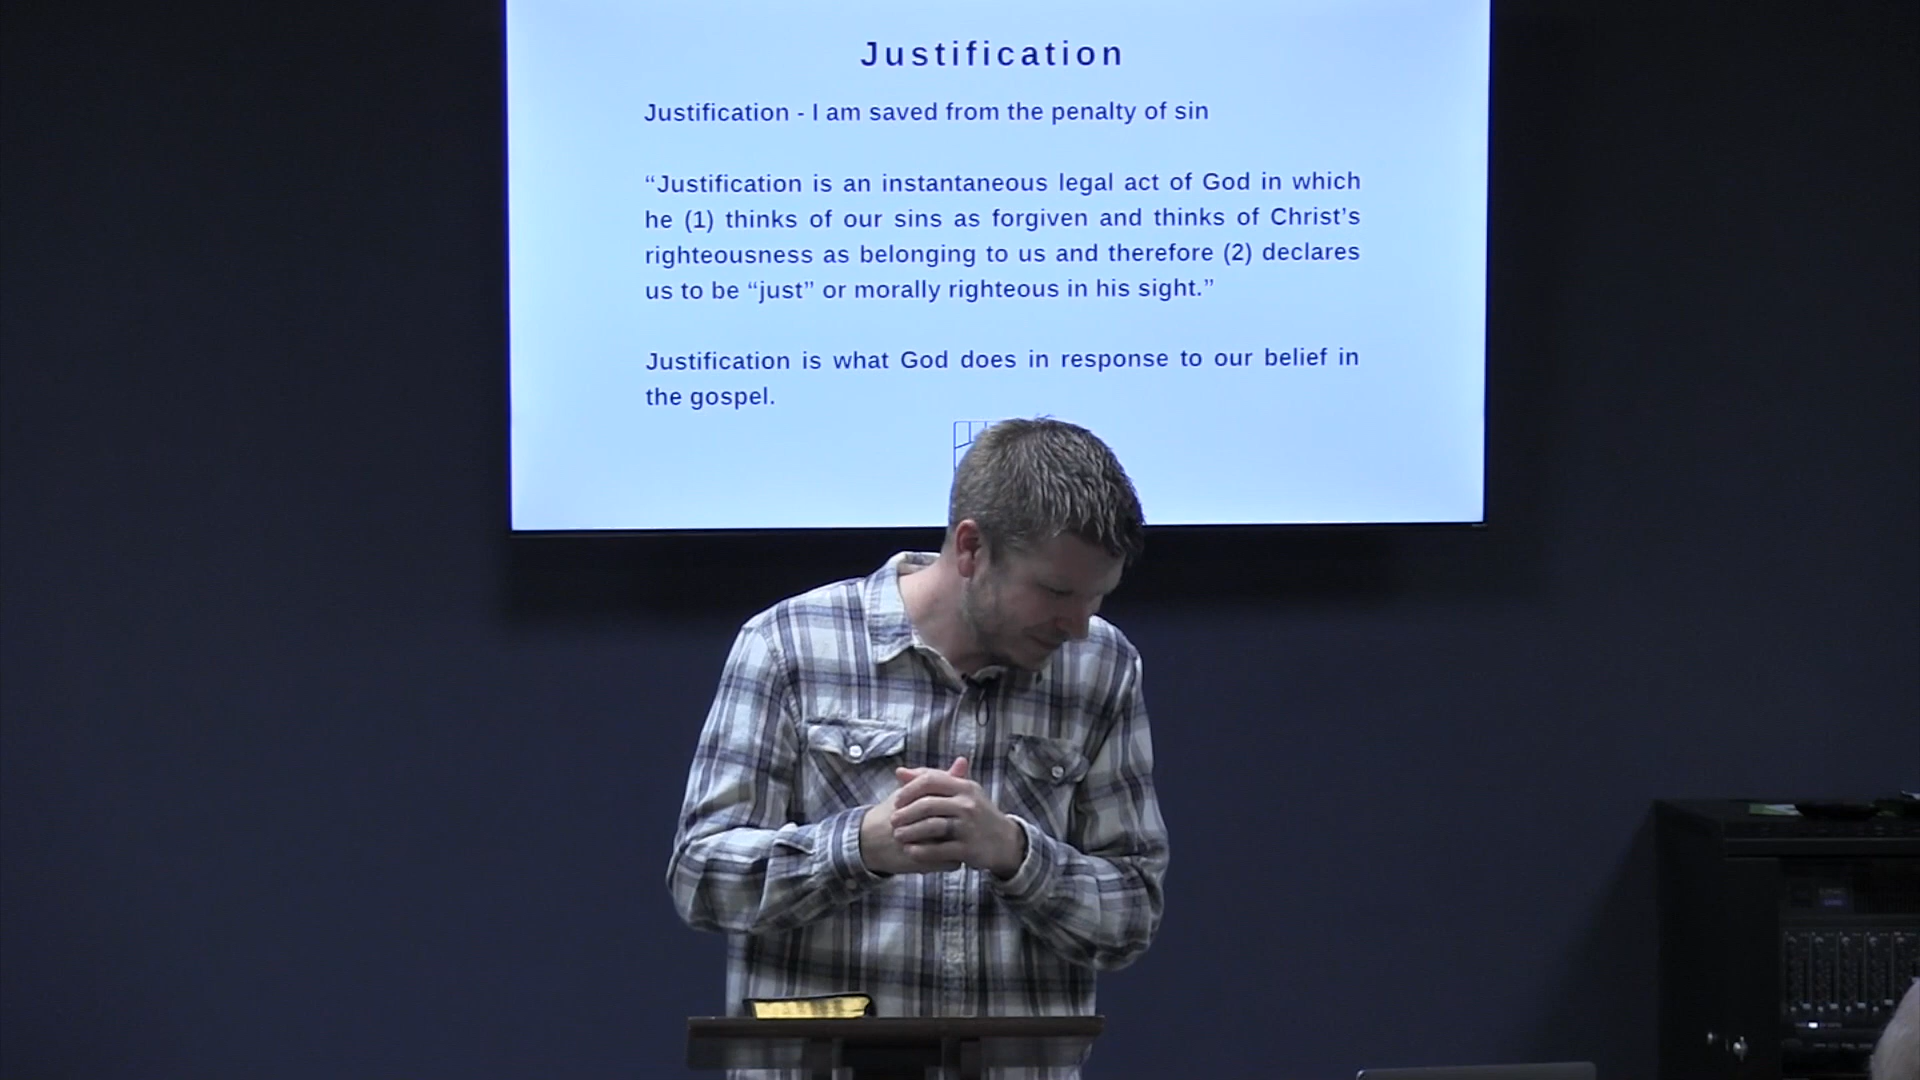 Justification
Justification - I am saved from the penalty of sin
“Justification is an instantaneous legal act of God in which
he (1) thinks of our sins as forgiven and thinks of Christ’s
righteousness as belonging to us and therefore (2) declares
us to be “just” or morally righteous in his sight.”
Justification is what God does in response to our belief in
the gospel.